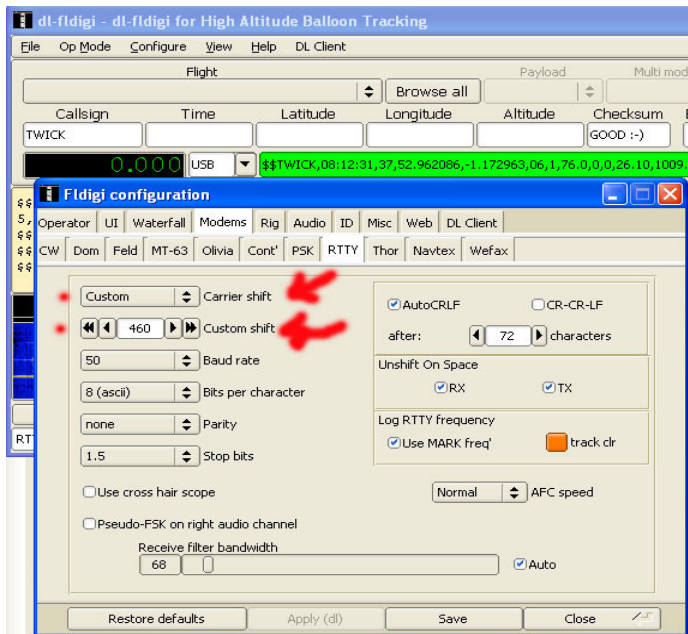 dl-fldigi - dl-fldigi for High Altitude Balloon Tracking
File Op Mode Configure View Help DL Client
Flight Payload
Browse all
Callsign Time Latitude Longitude Altitude Checksum
TWICK GOOD :-)
0.000 USB $$TWICK,08:12:31,37,52.962086,-1.172963,06,1,76.0,0,0,26.10,1009.
Fldigi configuration
Operator UI Waterfall Modems Rig Audio ID Misc Web DL Client
CW Dom Feld MT-63 Olivia Cont' PSK RTTY Thor Navtex Wefax
Custom Carrier shift AutoCRLF CR-CR-LF
460 Custom shift after: 72 characters
50 Baud rate Unshift On Space
8 (ascii) Bits per character RX TX
none Parity Log RTTY frequency
1.5 Stop bits Use MARK freq' track clr
Use cross hair scope Normal AFC speed
Pseudo-FSK on right audio channel
Receive filter bandwidth
68 Auto
Restore defaults Apply (dl) Save Close